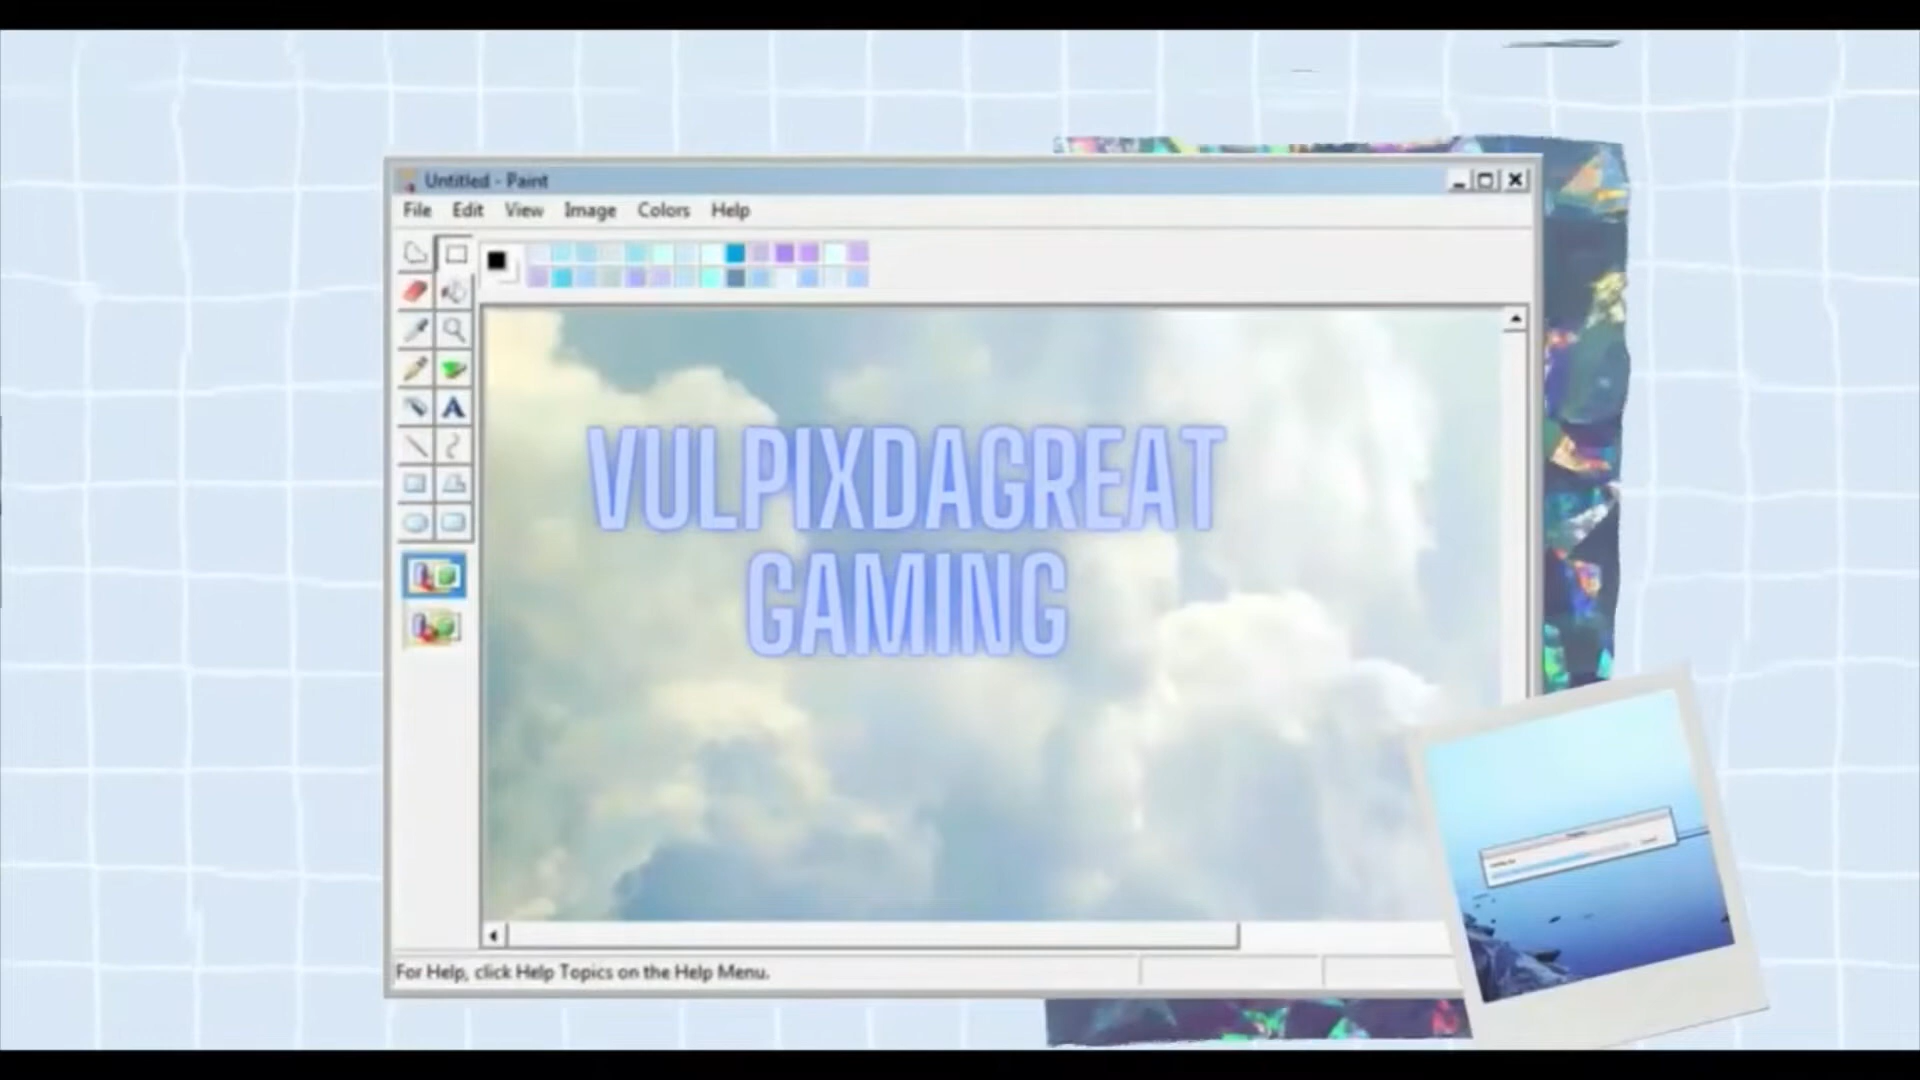 Untitled - Paint
File Edit View Image Colors Help
VULPIXDAGREAT
GAMING
For Help, click Help Topics on the Help Menu.